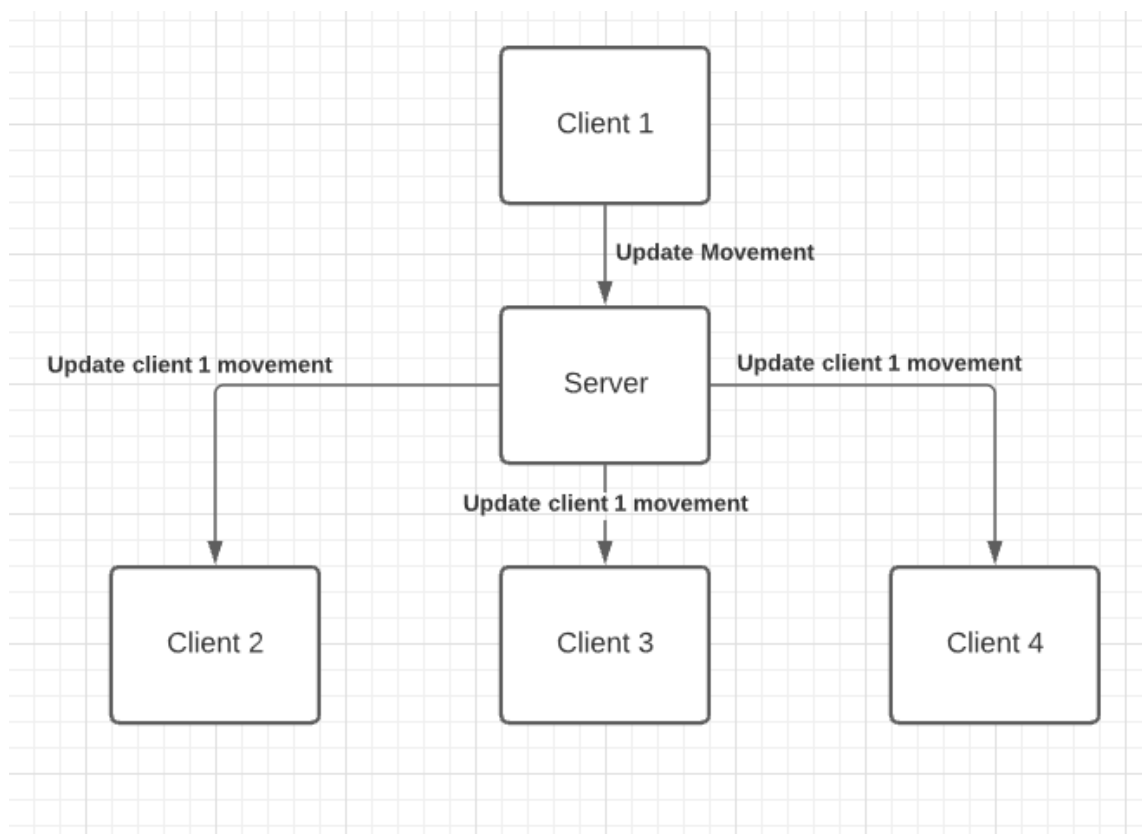 Client 1
Update Movement
Update client 1 movement
Update client 1 movement
Server
Update client 1 movement
Client 2
Client 3
Client 4